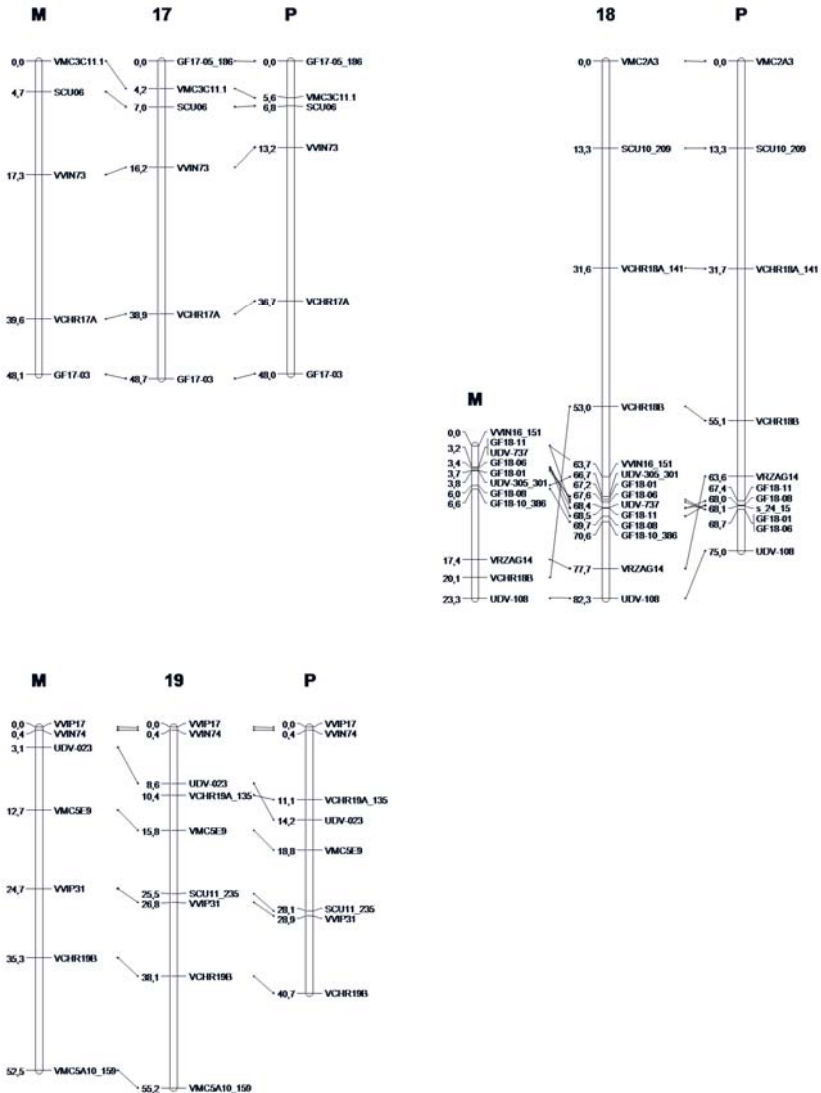 M 17 P
0,0 VMC3C11.1
4,7 SCU06
17,3 VVIN73
39,6 VCHR17A
48,1 GF17-03
0,0 GF17-05_186
4,2 VMC3C11.1
7,0 SCU06
16,2 VVIN73
38,9 VCHR17A
48,7 GF17-03
0,0 GF17-05_186
5,6 VMC3C11.1
6,8 SCU06
13,2 VVIN73
36,7 VCHR17A
48,0 GF17-03
18 P
M
0,0 VVIN16_151
3,2 GF18-11
UDV-737
3,4 GF18-06
3,7 GF18-01
3,8 UDV-305_301
6,0 GF18-08
6,6 GF18-10_386
17,4 VRZAG14
20,1 VCHR18B
23,3 UDV-108
0,0 VMC2A3
13,3 SCU10_209
31,6 VCHR18A_141
53,0 VCHR18B
63,7 VVIN16_151
66,7 UDV-305_301
67,2 GF18-01
67,6 GF18-06
68,4 UDV-737
68,5 GF18-11
69,7 GF18-08
70,6 GF18-10_386
77,7 VRZAG14
82,3 UDV-108
0,0 VMC2A3
13,3 SCU10_209
31,7 VCHR18A_141
55,1 VCHR18B
63,6 VRZAG14
67,4 GF18-11
68,0 GF18-08
68,1 s_24_15
68,7 GF18-01
GF18-06
75,0 UDV-108
M 19 P
0,0 VVIP17
0,4 VVIN74
3,1 UDV-023
12,7 VMC5E9
24,7 VVIP31
35,3 VCHR19B
52,5 VMC5A10_159
0,0 VVIP17
0,4 VVIN74
8,6 UDV-023
10,4 VCHR19A_135
15,8 VMC5E9
25,5 SCU11_235
26,8 VVIP31
38,1 VCHR19B
55,2 VMC5A10_159
0,0 VVIP17
0,4 VVIN74
11,1 VCHR19A_135
14,2 UDV-023
18,8 VMC5E9
28,1 SCU11_235
28,9 VVIP31
40,7 VCHR19B